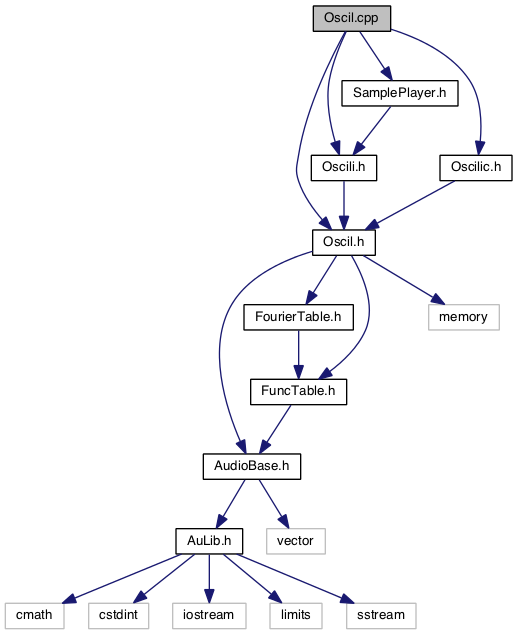 Oscil.cpp
SamplePlayer.h
Oscili.h
Oscilic.h
Oscil.h
FourierTable.h
memory
FuncTable.h
AudioBase.h
AuLib.h
vector
cmath
cstdint
iostream
limits
sstream